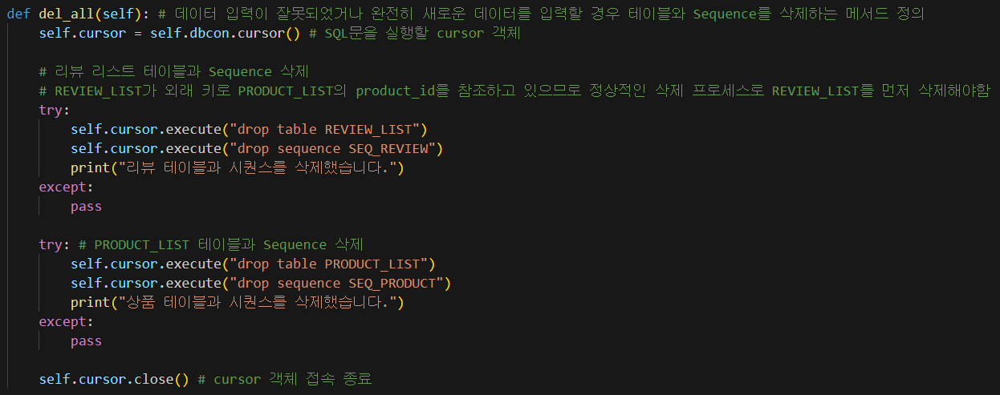 def del_all(self): # 데이터 입력이 잘못되었거나 완전히 새로운 데이터를 입력할 경우 테이블와 Sequence를 삭제하는 메서드 정의
self.cursor = self.dbcon.cursor() # SQL문을 실행할 cursor 객체
# 리뷰 리스트 테이블과 Sequence 삭제
# REVIEW_LIST가 외래 키로 PRODUCT_LIST의 product_id를 참조하고 있으므로 정상적인 삭제 프로세스로 REVIEW_LIST를 먼저 삭제해야함
try:
self.cursor.execute("drop table REVIEW_LIST")
self.cursor.execute("drop sequence SEQ_REVIEW")
print("리뷰 테이블과 시퀀스를 삭제했습니다.")
except:
pass
try: # PRODUCT_LIST 테이블과 Sequence 삭제
self.cursor.execute("drop table PRODUCT_LIST")
self.cursor.execute("drop sequence SEQ_PRODUCT")
print("상품 테이블과 시퀀스를 삭제했습니다.")
except:
pass
self.cursor.close() # cursor 객체 접속 종료